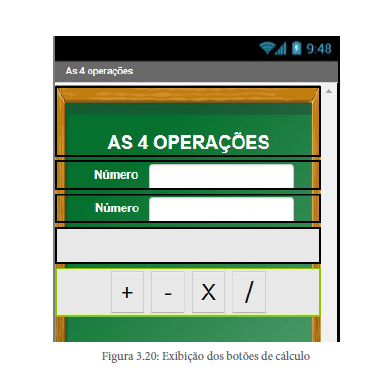 9:48
As 4 operações
AS 4 OPERAÇÕES
Número
Número
+ - X /
Figura 3.20: Exibição dos botões de cálculo